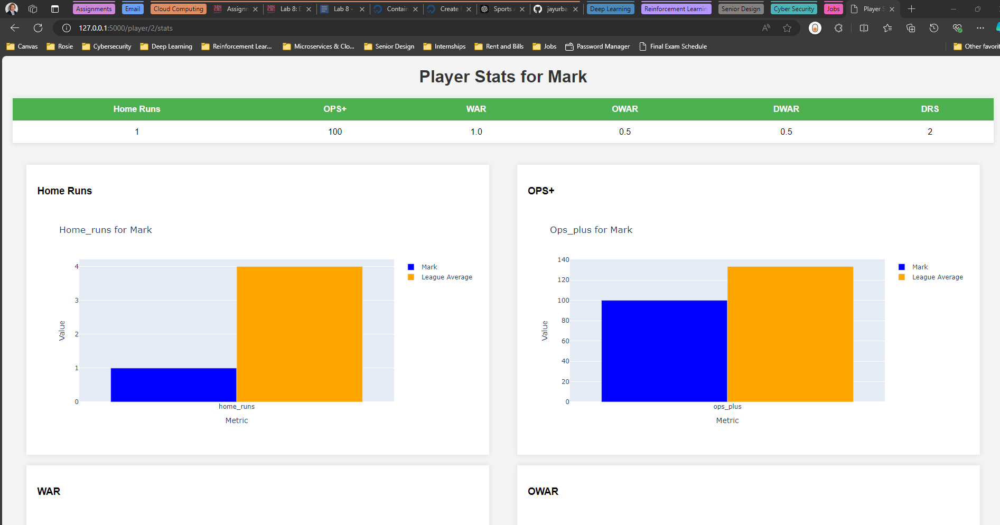 Assignments Email Cloud Computing Assignn Lab 8: D Lab 8 - Contain Create Sports jayurba Deep Learning Reinforcement Learnin Senior Design Cyber Security Jobs Player S
127.0.0.1:5000/player/2/stats
Canvas Rosie Cybersecurity Deep Learning Reinforcement Lear... Microservices & Clo... Senior Design Internships Rent and Bills Jobs Password Manager Final Exam Schedule Other favorit
Player Stats for Mark
Home Runs OPS+ WAR OWAR DWAR DRS
1 100 1.0 0.5 0.5 2
Home Runs
Home_runs for Mark
4
3
2
1
0
Value
home_runs
Metric
Mark
League Average
OPS+
Ops_plus for Mark
140
120
100
80
60
40
20
0
Value
ops_plus
Metric
Mark
League Average
WAR
OWAR